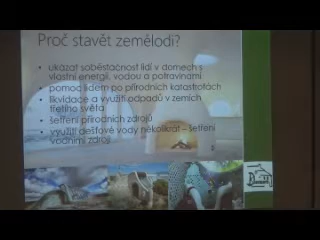 Proč stavět zemělodi?
• ukázat soběstačnost lidí v domech s
vlastní energií, vodou a potravinami
• pomoc lidem po přírodních katastrofách
• likvidace a využití odpadů v zemích
třetího světa
• šetření přírodních zdrojů
• využití dešťové vody několikrát – šetření
vodními zdroji